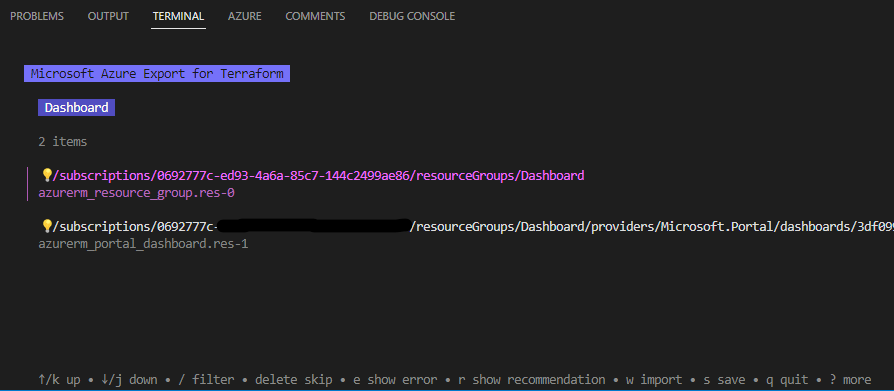 PROBLEMS OUTPUT TERMINAL AZURE COMMENTS DEBUG CONSOLE
Microsoft Azure Export for Terraform
Dashboard
2 items
💡/subscriptions/0692777c-ed93-4a6a-85c7-144c2499ae86/resourceGroups/Dashboard
azurerm_resource_group.res-0
💡/subscriptions/0692777c- /resourceGroups/Dashboard/providers/Microsoft.Portal/dashboards/3df099
azurerm_portal_dashboard.res-1
↑/k up • ↓/j down • / filter • delete skip • e show error • r show recommendation • w import • s save • q quit • ? more